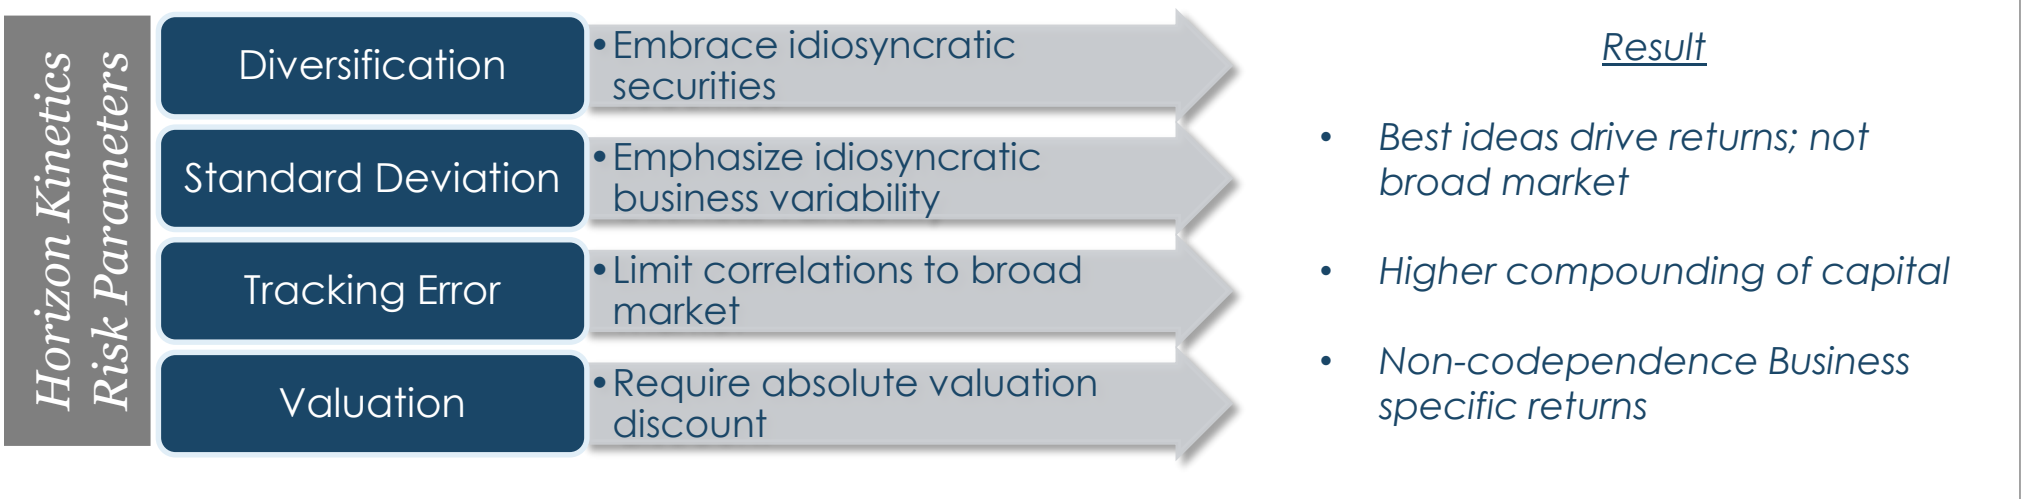 Horizon Kinetics
Risk Parameters
Diversification
•Embrace idiosyncratic
securities
Standard Deviation
•Emphasize idiosyncratic
business variability
Tracking Error
•Limit correlations to broad
market
Valuation
•Require absolute valuation
discount
Result
• Best ideas drive returns; not
broad market
• Higher compounding of capital
• Non-codependence Business
specific returns